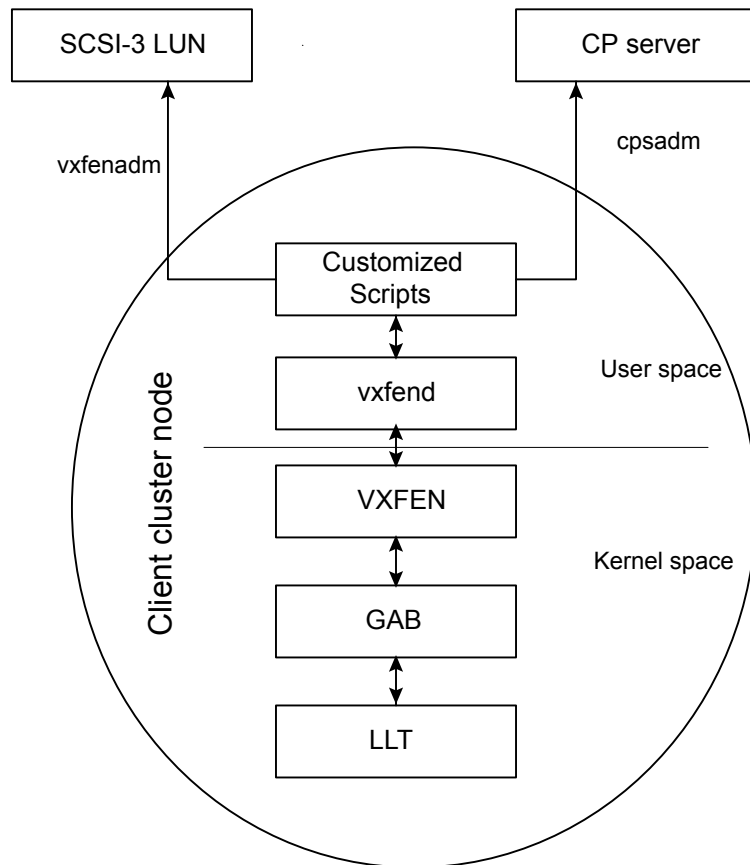 SCSI-3 LUN
CP server
vxfenadm
cpsadm
Customized
Scripts
vxfend
User space
Client cluster node
VXFEN
Kernel space
GAB
LLT